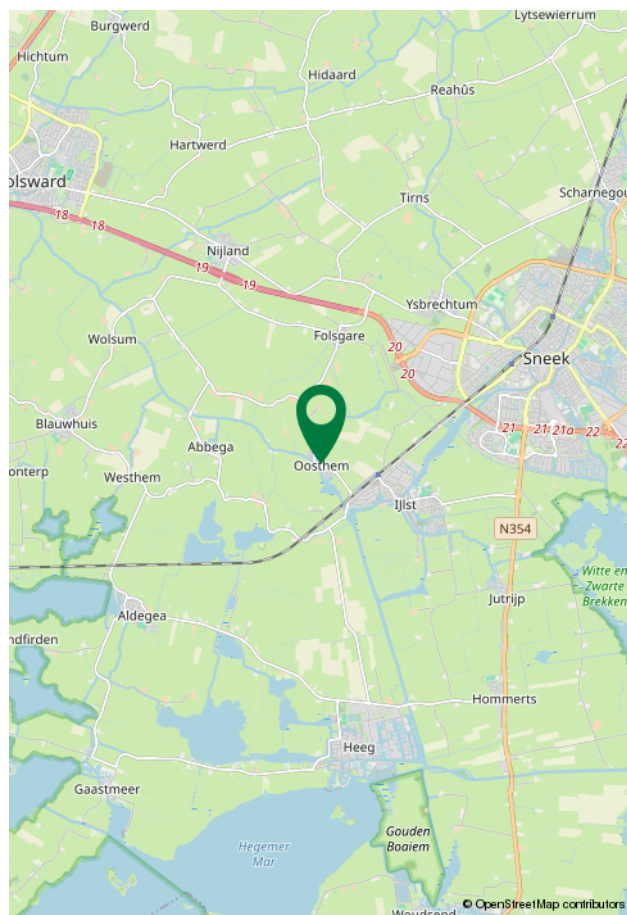 Lytsewierrum
Burgwerd
Hichtum
Hidaard
Reahûs
Hartwerd
olsward
Tirns
Scharnegou
18
18
Nijland
19
19
Ysbrechtum
Wolsum
Folsgare
20
Sneek
20
Blauwhuis
21
21
21a
22
22
Abbega
Oosthem
onterp
Westhem
IJlst
N354
Witte en
Zwarte
Brekken
Jutrijp
Aldegea
ndfirden
Hommerts
Heeg
Gaastmeer
Gouden
Boaiem
Hegemer
Mar
Woudsend
© OpenStreetMap contributors